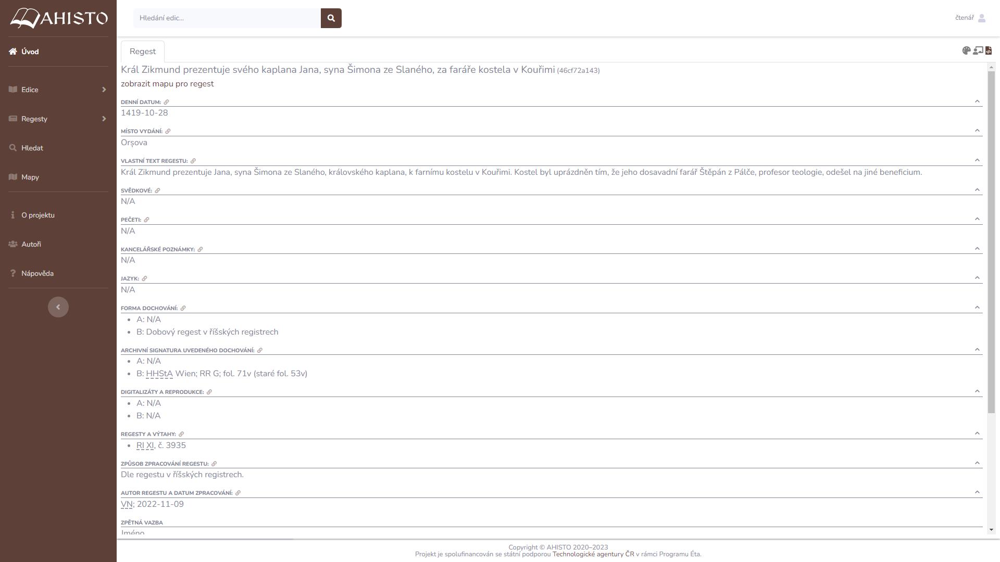 AHISTO
Hledání edic...
čtenář
Úvod
Edice
Regesty
Hledat
Mapy
O projektu
Autoři
Nápověda
Regest
Král Zikmund prezentuje svého kaplana Jana, syna Šimona ze Slaného, za faráře kostela v Kouřimi (46cf72a143)
zobrazit mapu pro regest
DENNÍ DATUM:
1419-10-28
MÍSTO VYDÁNÍ:
Orșova
VLASTNÍ TEXT REGESTU:
Král Zikmund prezentuje Jana, syna Šimona ze Slaného, královského kaplana, k farnímu kostelu v Kouřimi. Kostel byl uprázdněn tím, že jeho dosavadní farář Štěpán z Pálče, profesor teologie, odešel na jiné beneficium.
SVĚDKOVÉ:
N/A
PEČETI:
N/A
KANCELÁŘSKÉ POZNÁMKY:
N/A
JAZYK:
N/A
FORMA DOCHOVÁNÍ:
• A: N/A
• B: Dobový regest v říšských registrech
ARCHIVNÍ SIGNATURA UVEDENÉHO DOCHOVÁNÍ:
• A: N/A
• B: HHStA Wien; RR G; fol. 71v (staré fol. 53v)
DIGITALIZÁTY A REPRODUKCE:
• A: N/A
• B: N/A
REGESTY A VÝTAHY:
• RI XI, č. 3935
ZPŮSOB ZPRACOVÁNÍ REGESTU:
Dle regestu v říšských registrech.
AUTOR REGESTU A DATUM ZPRACOVÁNÍ:
VN; 2022-11-09
ZPĚTNÁ VAZBA
Jméno
Copyright © AHISTO 2020–2023
Projekt je spolufinancován se státní podporou Technologické agentury ČR v rámci Programu Éta.